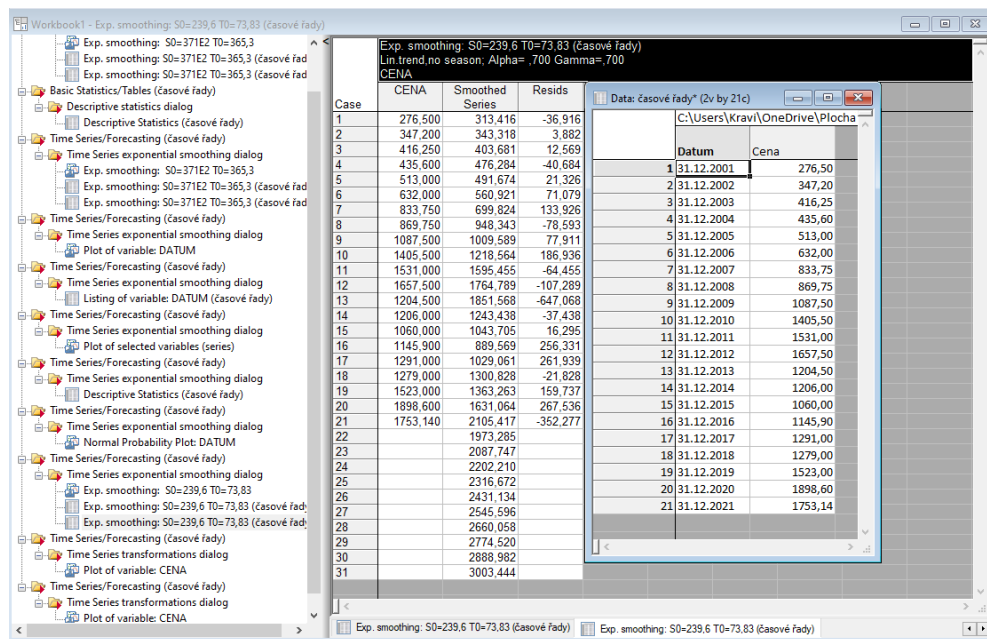 Workbook1 - Exp. smoothing: S0=239,6 T0=73,83 (časové řady)
Exp. smoothing: S0=371E2 T0=365,3
Exp. smoothing: S0=371E2 T0=365,3 (časové řad
Exp. smoothing: S0=371E2 T0=365,3 (časové řad
Basic Statistics/Tables (časové řady)
Descriptive statistics dialog
Descriptive Statistics (časové řady)
Time Series/Forecasting (časové řady)
Time Series exponential smoothing dialog
Exp. smoothing: S0=371E2 T0=365,3
Exp. smoothing: S0=371E2 T0=365,3 (časové řad
Exp. smoothing: S0=371E2 T0=365,3 (časové řad
Time Series/Forecasting (časové řady)
Time Series exponential smoothing dialog
Plot of variable: DATUM
Time Series/Forecasting (časové řady)
Time Series exponential smoothing dialog
Listing of variable: DATUM (časové řady)
Time Series/Forecasting (časové řady)
Time Series exponential smoothing dialog
Plot of selected variables (series)
Time Series/Forecasting (časové řady)
Time Series exponential smoothing dialog
Descriptive Statistics (časové řady)
Time Series/Forecasting (časové řady)
Time Series exponential smoothing dialog
Normal Probability Plot: DATUM
Time Series/Forecasting (časové řady)
Time Series exponential smoothing dialog
Exp. smoothing: S0=239,6 T0=73,83
Exp. smoothing: S0=239,6 T0=73,83 (časové řad
Exp. smoothing: S0=239,6 T0=73,83 (časové řad
Time Series/Forecasting (časové řady)
Time Series transformations dialog
Plot of variable: CENA
Time Series/Forecasting (časové řady)
Time Series transformations dialog
Plot of variable: CENA
Exp. smoothing: S0=239,6 T0=73,83 (časové řady)
Lin.trend,no season; Alpha= ,700 Gamma=,700
CENA
Case CENA Smoothed Series Resids
1 276,500 313,416 -36,916
2 347,200 343,318 3,882
3 416,250 403,681 12,569
4 435,600 476,284 -40,684
5 513,000 491,674 21,326
6 632,000 560,921 71,079
7 833,750 699,824 133,926
8 869,750 948,343 -78,593
9 1087,500 1009,589 77,911
10 1405,500 1218,564 186,936
11 1531,000 1595,455 -64,455
12 1657,500 1764,789 -107,289
13 1204,500 1851,568 -647,068
14 1206,000 1243,438 -37,438
15 1060,000 1043,705 16,295
16 1145,900 889,569 256,331
17 1291,000 1029,061 261,939
18 1279,000 1300,828 -21,828
19 1523,000 1363,263 159,737
20 1898,600 1631,064 267,536
21 1753,140 2105,417 -352,277
22 1973,285
23 2087,747
24 2202,210
25 2316,672
26 2431,134
27 2545,596
28 2660,058
29 2774,520
30 2888,982
31 3003,444
Data: časové řady* (2v by 21c)
C:\Users\Kravi\OneDrive\Plocha
Datum Cena
1 31.12.2001 276,50
2 31.12.2002 347,20
3 31.12.2003 416,25
4 31.12.2004 435,60
5 31.12.2005 513,00
6 31.12.2006 632,00
7 31.12.2007 833,75
8 31.12.2008 869,75
9 31.12.2009 1087,50
10 31.12.2010 1405,50
11 31.12.2011 1531,00
12 31.12.2012 1657,50
13 31.12.2013 1204,50
14 31.12.2014 1206,00
15 31.12.2015 1060,00
16 31.12.2016 1145,90
17 31.12.2017 1291,00
18 31.12.2018 1279,00
19 31.12.2019 1523,00
20 31.12.2020 1898,60
21 31.12.2021 1753,14
Exp. smoothing: S0=239,6 T0=73,83 (časové řady)
Exp. smoothing: S0=239,6 T0=73,83 (časové řady)